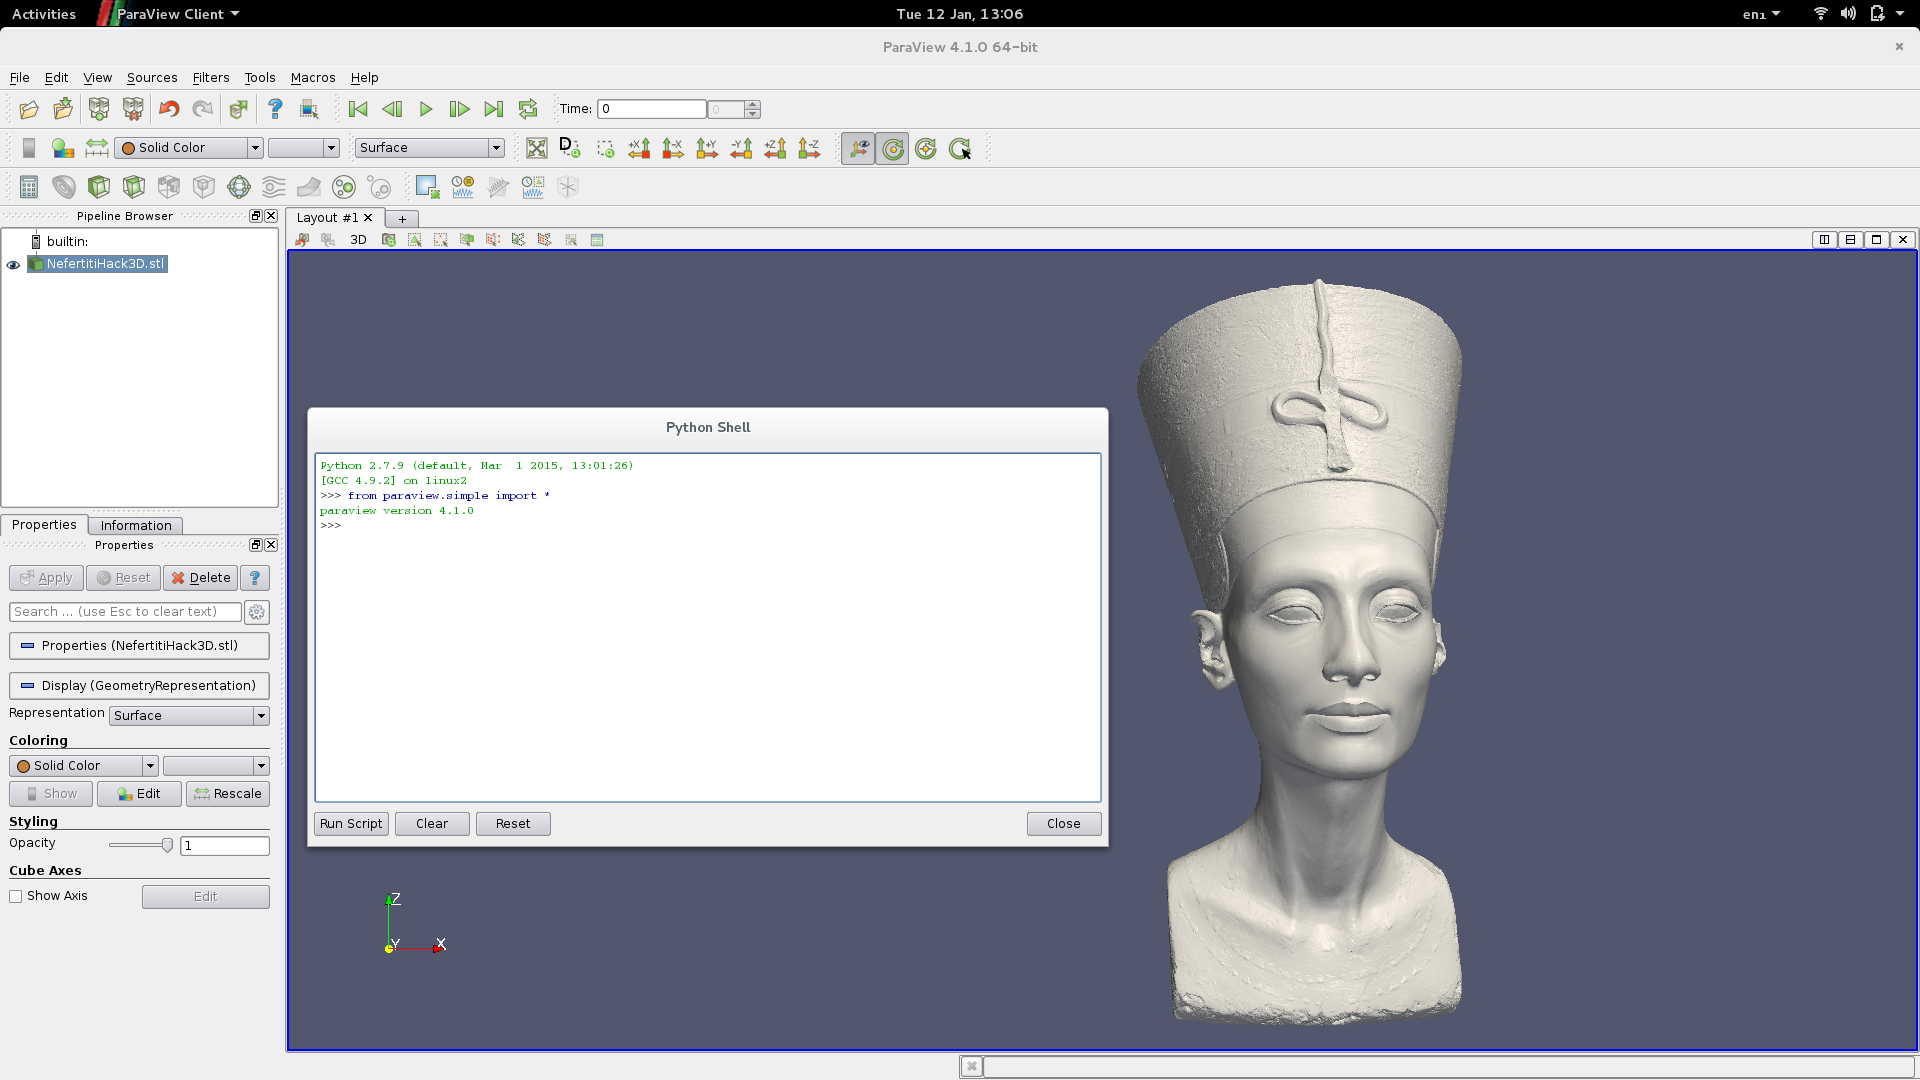 Activities
ParaView Client
Tue 12 Jan, 13:06
en1
ParaView 4.1.0 64-bit
File Edit View Sources Filters Tools Macros Help
Time: 0
0
Solid Color
Surface
D
+X -X +Y -Y +Z -Z
Pipeline Browser
Layout #1
+
builtin:
3D
NefertitiHack3D.stl
Python Shell
Python 2.7.9 (default, Mar 1 2015, 13:01:26)
[GCC 4.9.2] on linux2
>>> from paraview.simple import *
paraview version 4.1.0
>>>
Run Script Clear Reset Close
Properties Information
Properties
Apply Reset Delete ?
Search ... (use Esc to clear text)
Properties (NefertitiHack3D.stl)
Display (GeometryRepresentation)
Representation Surface
Coloring
Solid Color
Show Edit Rescale
Styling
Opacity 1
Cube Axes
Show Axis Edit
Z
Y X